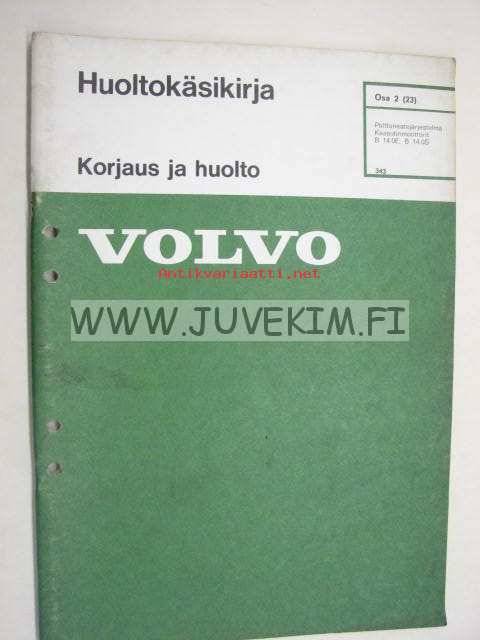 Huoltokäsikirja
Korjaus ja huolto
Osa 2 (23)
Polttonestejärjestelmä
Kaasutinmoottorit
B 14.0E, B 14.0S
343
VOLVO
Antikvariaatti.net
WWW.JUVEKIM.FI